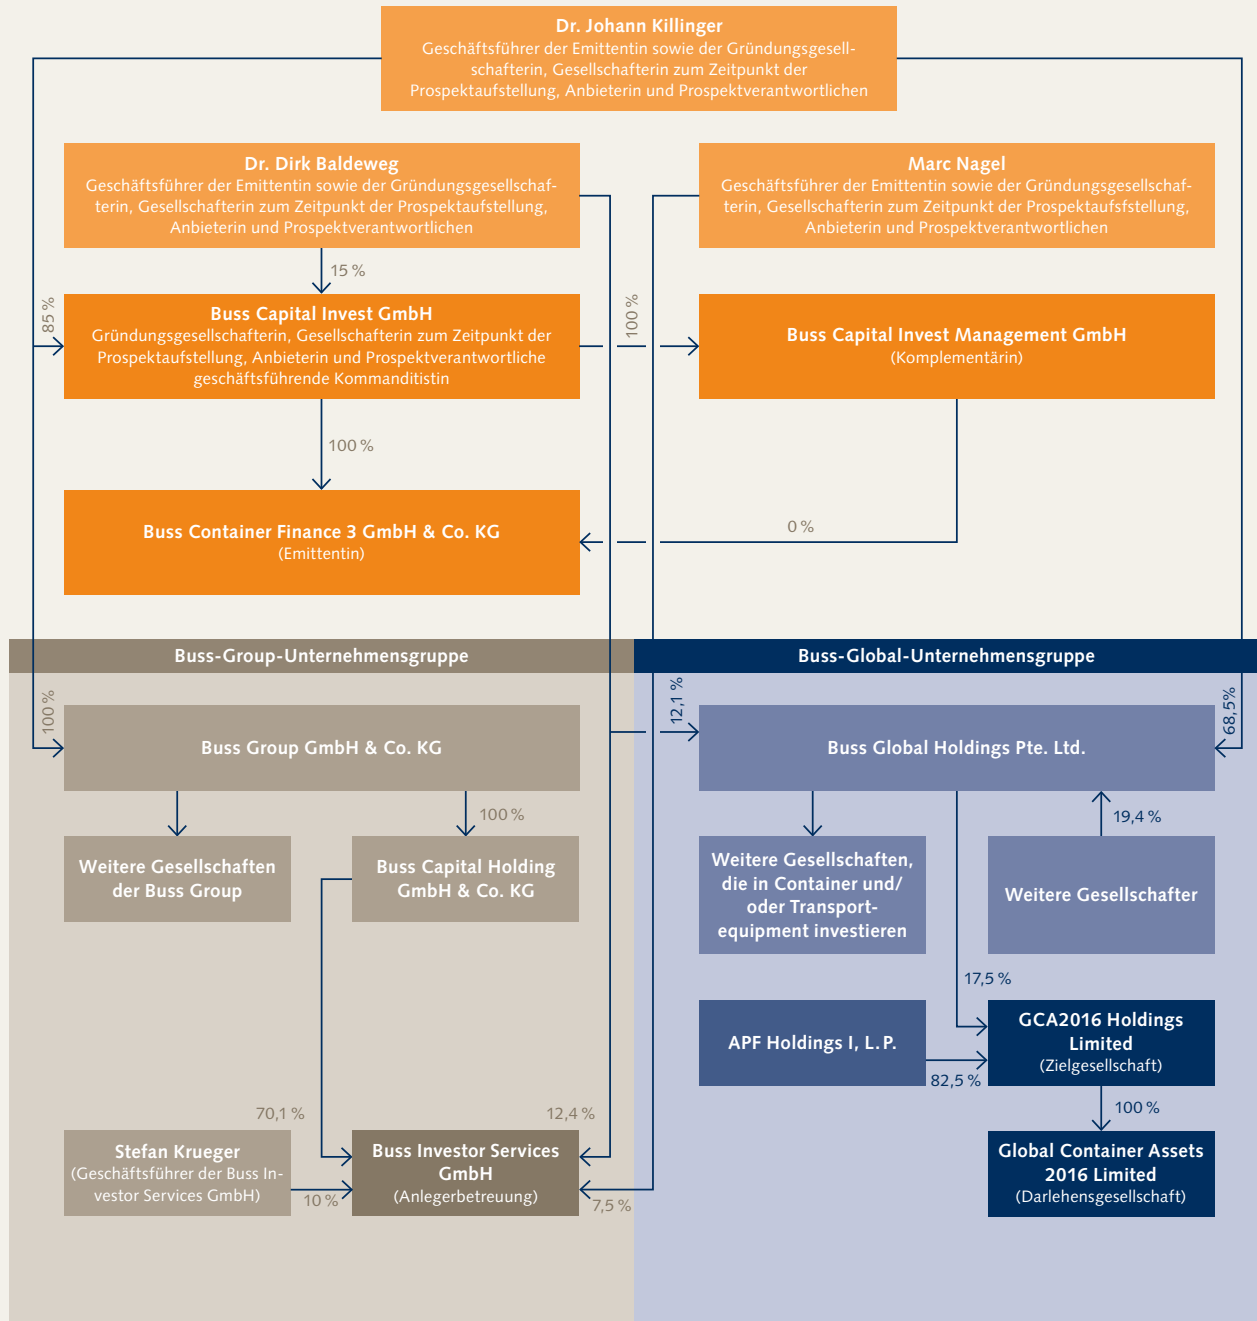 Dr. Johann Killinger
Geschäftsführer der Emittentin sowie der Gründungsgesell-
schafterin, Gesellschafterin zum Zeitpunkt der
Prospektaufstellung, Anbieterin und Prospektverantwortlichen
Dr. Dirk Baldeweg
Geschäftsführer der Emittentin sowie der Gründungsgesellschaf-
terin, Gesellschafterin zum Zeitpunkt der Prospektaufstellung,
Anbieterin und Prospektverantwortlichen
Marc Nagel
Geschäftsführer der Emittentin sowie der Gründungsgesellschaf-
terin, Gesellschafterin zum Zeitpunkt der Prospektaufsfstellung,
Anbieterin und Prospektverantwortlichen
15 %
85 %
Buss Capital Invest GmbH
Gründungsgesellschafterin, Gesellschafterin zum Zeitpunkt der
Prospektaufstellung, Anbieterin und Prospektverantwortliche
geschäftsführende Kommanditistin
100 %
Buss Capital Invest Management GmbH
(Komplementärin)
100 %
Buss Container Finance 3 GmbH & Co. KG
(Emittentin)
0 %
Buss-Group-Unternehmensgruppe
Buss-Global-Unternehmensgruppe
100 %
Buss Group GmbH & Co. KG
12,1 %
Buss Global Holdings Pte. Ltd.
68,5%
100 %
19,4 %
Weitere Gesellschaften
der Buss Group
Buss Capital Holding
GmbH & Co. KG
Weitere Gesellschaften,
die in Container und/
oder Transport-
equipment investieren
Weitere Gesellschafter
17,5 %
APF Holdings I, L.P.
82,5 %
GCA2016 Holdings
Limited
(Zielgesellschaft)
100 %
70,1 %
12,4 %
Stefan Krueger
(Geschäftsführer der Buss In-
vestor Services GmbH)
10 %
Buss Investor Services
GmbH
(Anlegerbetreuung)
7,5 %
Global Container Assets
2016 Limited
(Darlehensgesellschaft)